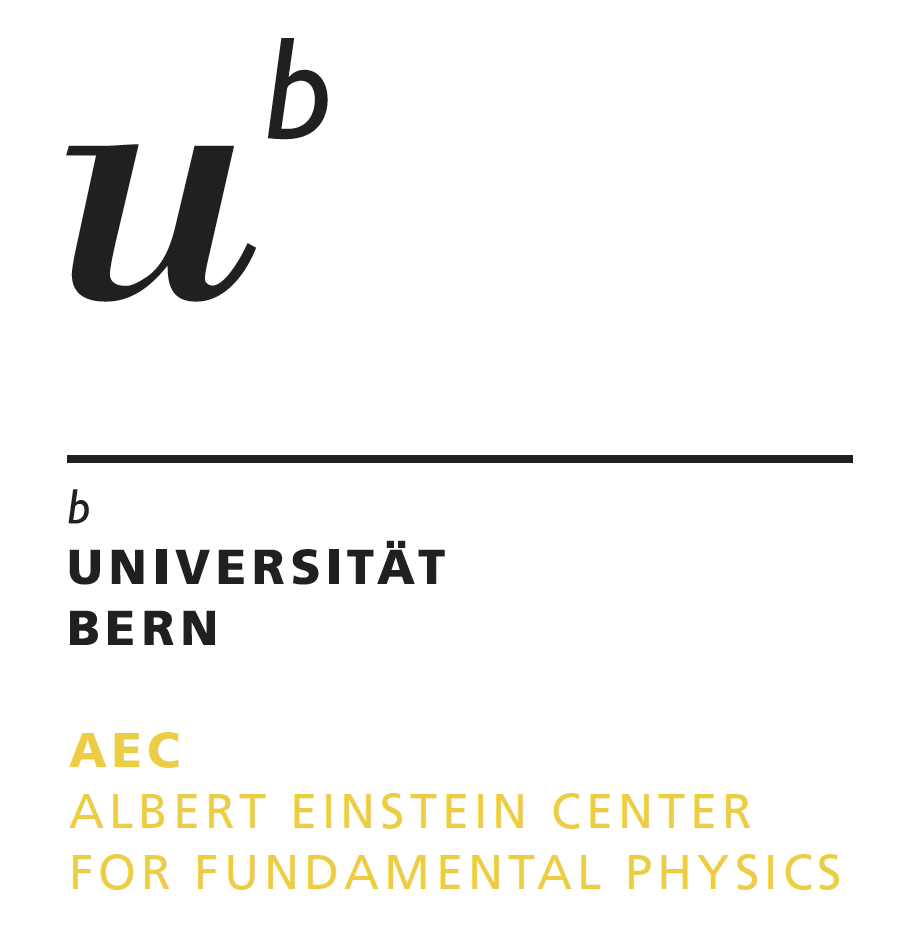 u^b
b
UNIVERSITÄT
BERN
AEC
ALBERT EINSTEIN CENTER
FOR FUNDAMENTAL PHYSICS